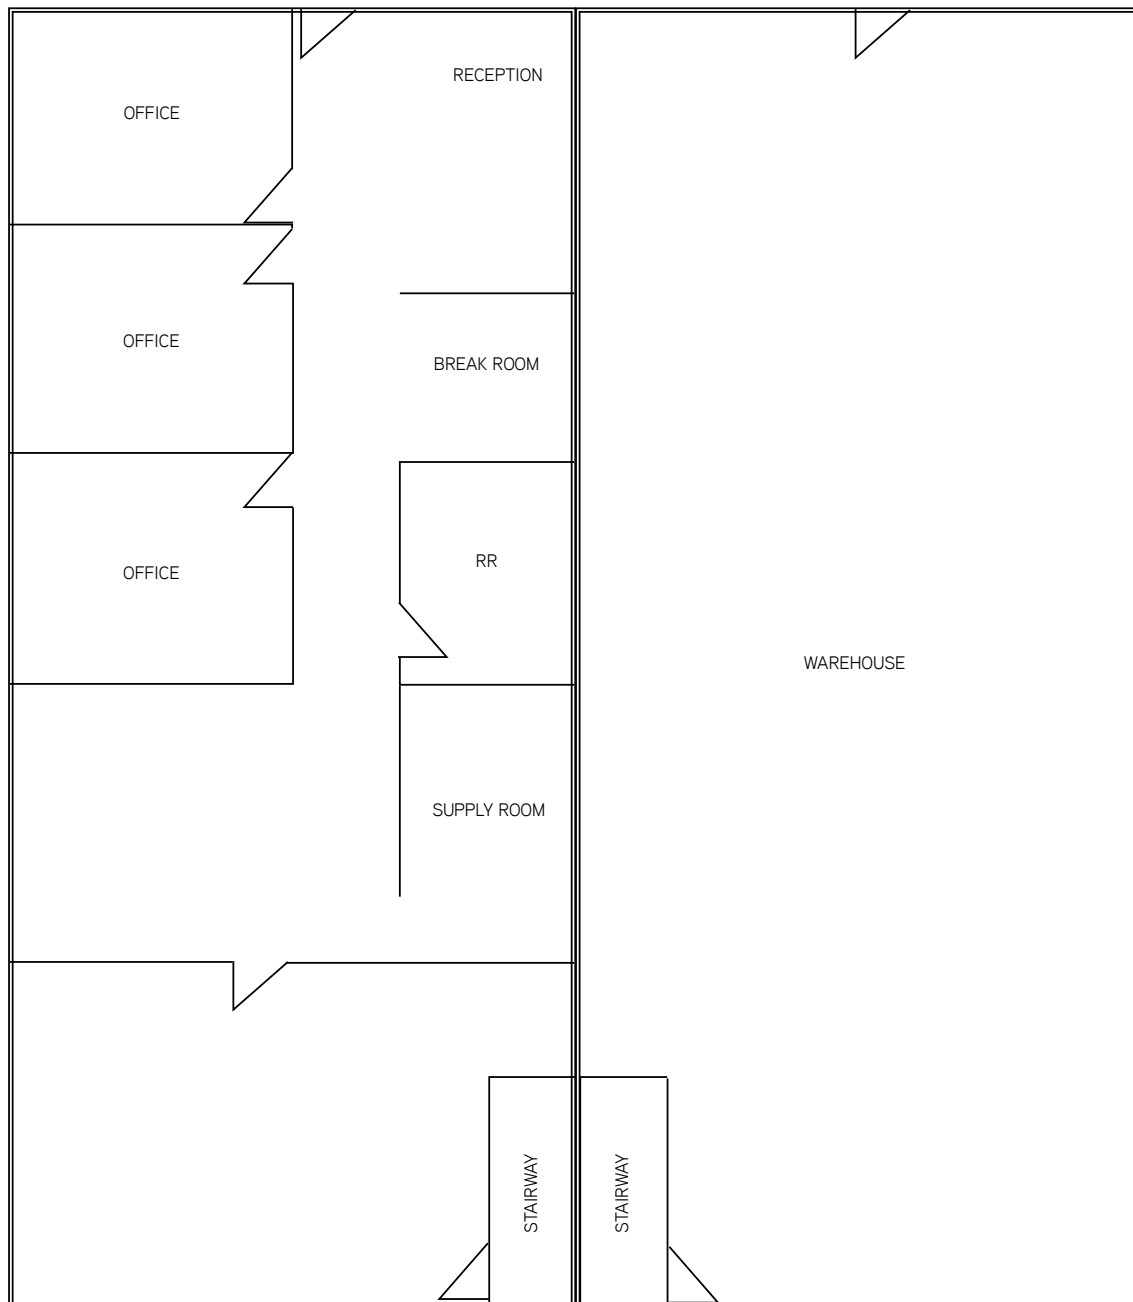 RECEPTION
OFFICE
OFFICE
BREAK ROOM
RR
OFFICE
WAREHOUSE
SUPPLY ROOM
STAIRWAY
STAIRWAY